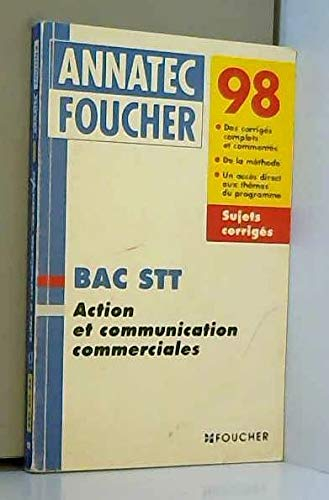 ANNATEC
FOUCHER
98
Des corrigés
complets
et commentés
De la méthode
Un accès direct
aux thèmes
du programme
Sujets
corrigés
BAC STT
Action
et communication
commerciales
FOUCHER